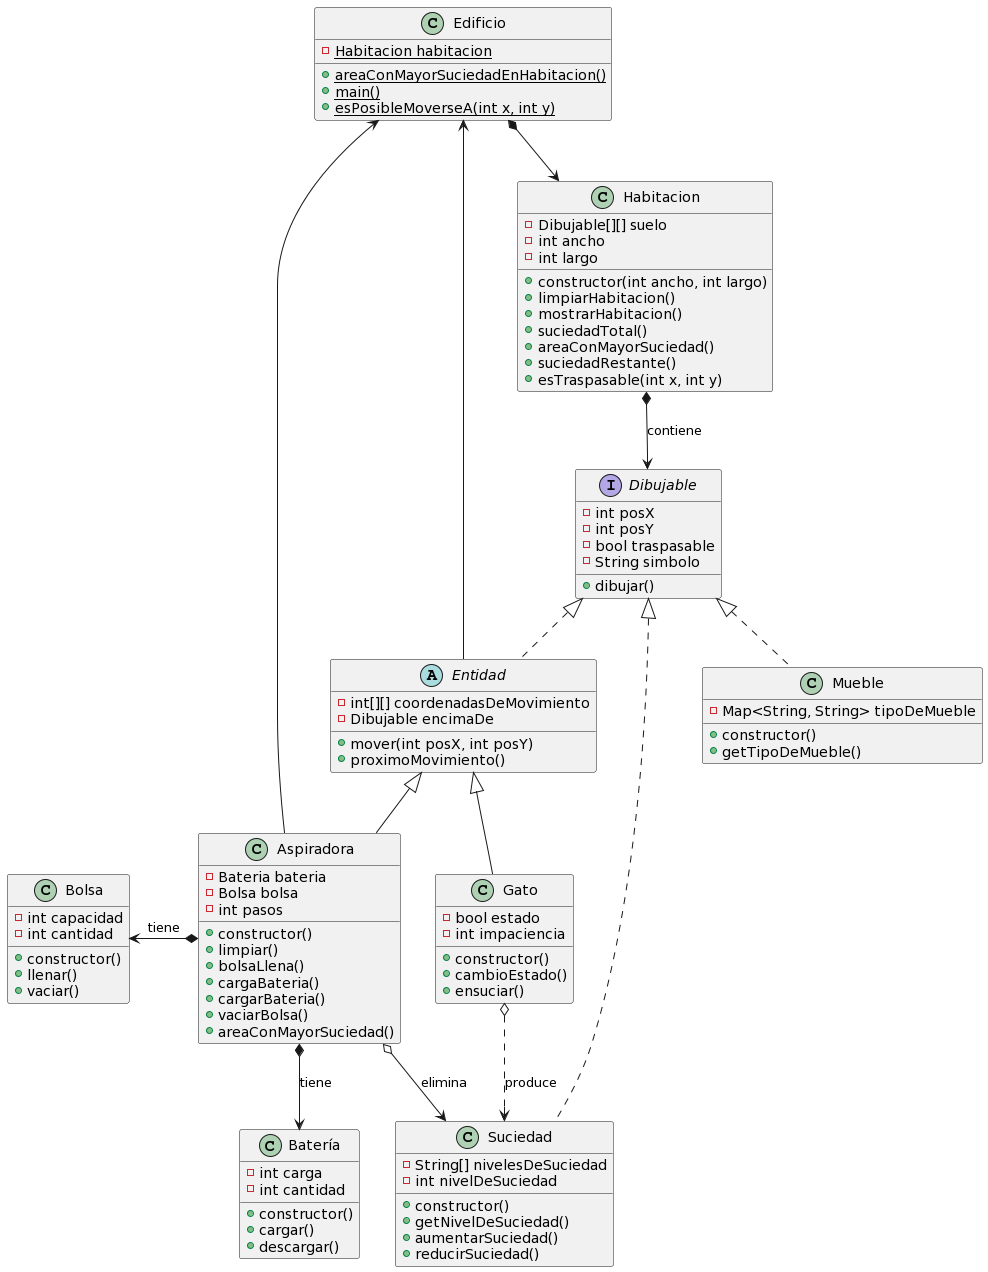 C Edificio
Habitacion habitacion
areaConMayorSuciedadEnHabitacion()
main()
esPosibleMoverseA(int x, int y)
C Habitacion
Dibujable[][] suelo
int ancho
int largo
constructor(int ancho, int largo)
limpiarHabitacion()
mostrarHabitacion()
suciedadTotal()
areaConMayorSuciedad()
suciedadRestante()
esTraspasable(int x, int y)
contiene
I Dibujable
int posX
int posY
bool traspasable
String simbolo
dibujar()
A Entidad
int[][] coordenadasDeMovimiento
Dibujable encimaDe
mover(int posX, int posY)
proximoMovimiento()
C Mueble
Map<String, String> tipoDeMueble
constructor()
getTipoDeMueble()
C Bolsa
int capacidad
int cantidad
constructor()
llenar()
vaciar()
tiene
C Aspiradora
Bateria bateria
Bolsa bolsa
int pasos
constructor()
limpiar()
bolsaLlena()
cargaBateria()
cargarBateria()
vaciarBolsa()
areaConMayorSuciedad()
C Gato
bool estado
int impaciencia
constructor()
cambioEstado()
ensuciar()
tiene
elimina
produce
C Batería
int carga
int cantidad
constructor()
cargar()
descargar()
C Suciedad
String[] nivelesDeSuciedad
int nivelDeSuciedad
constructor()
getNivelDeSuciedad()
aumentarSuciedad()
reducirSuciedad()